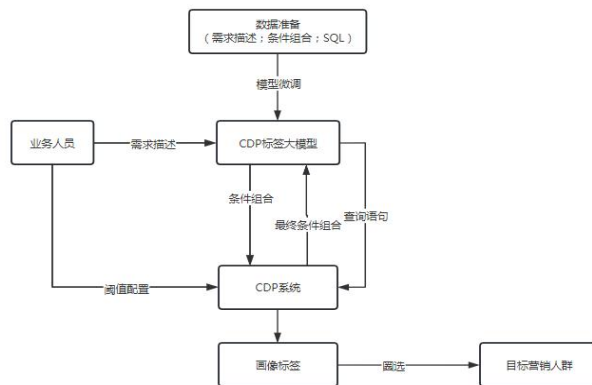 数据准备
（需求描述；条件组合；SQL）
模型微调
业务人员
需求描述
CDP标签大模型
条件组合
最终条件组合
查询语句
阈值配置
CDP系统
画像标签
圈选
目标营销人群